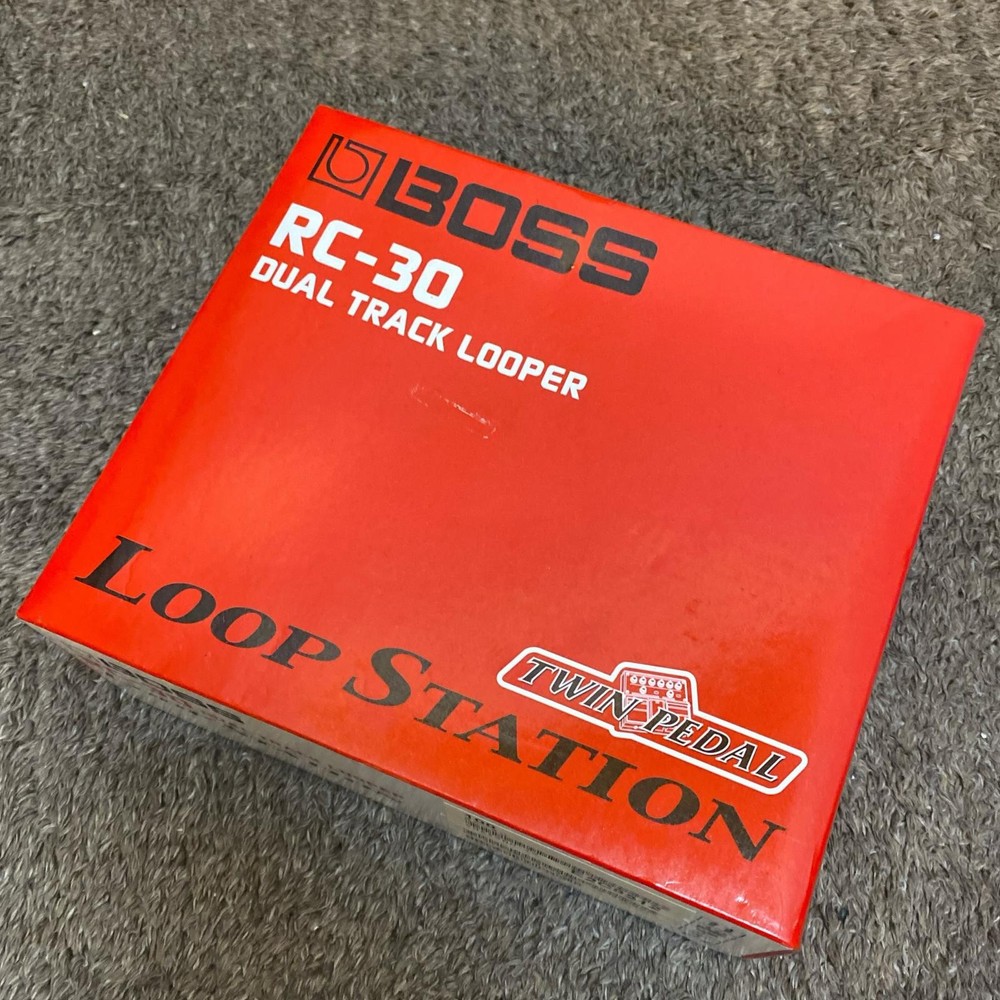 BOSS
RC-30
DUAL TRACK LOOPER
LOOP STATION
TWIN PEDAL